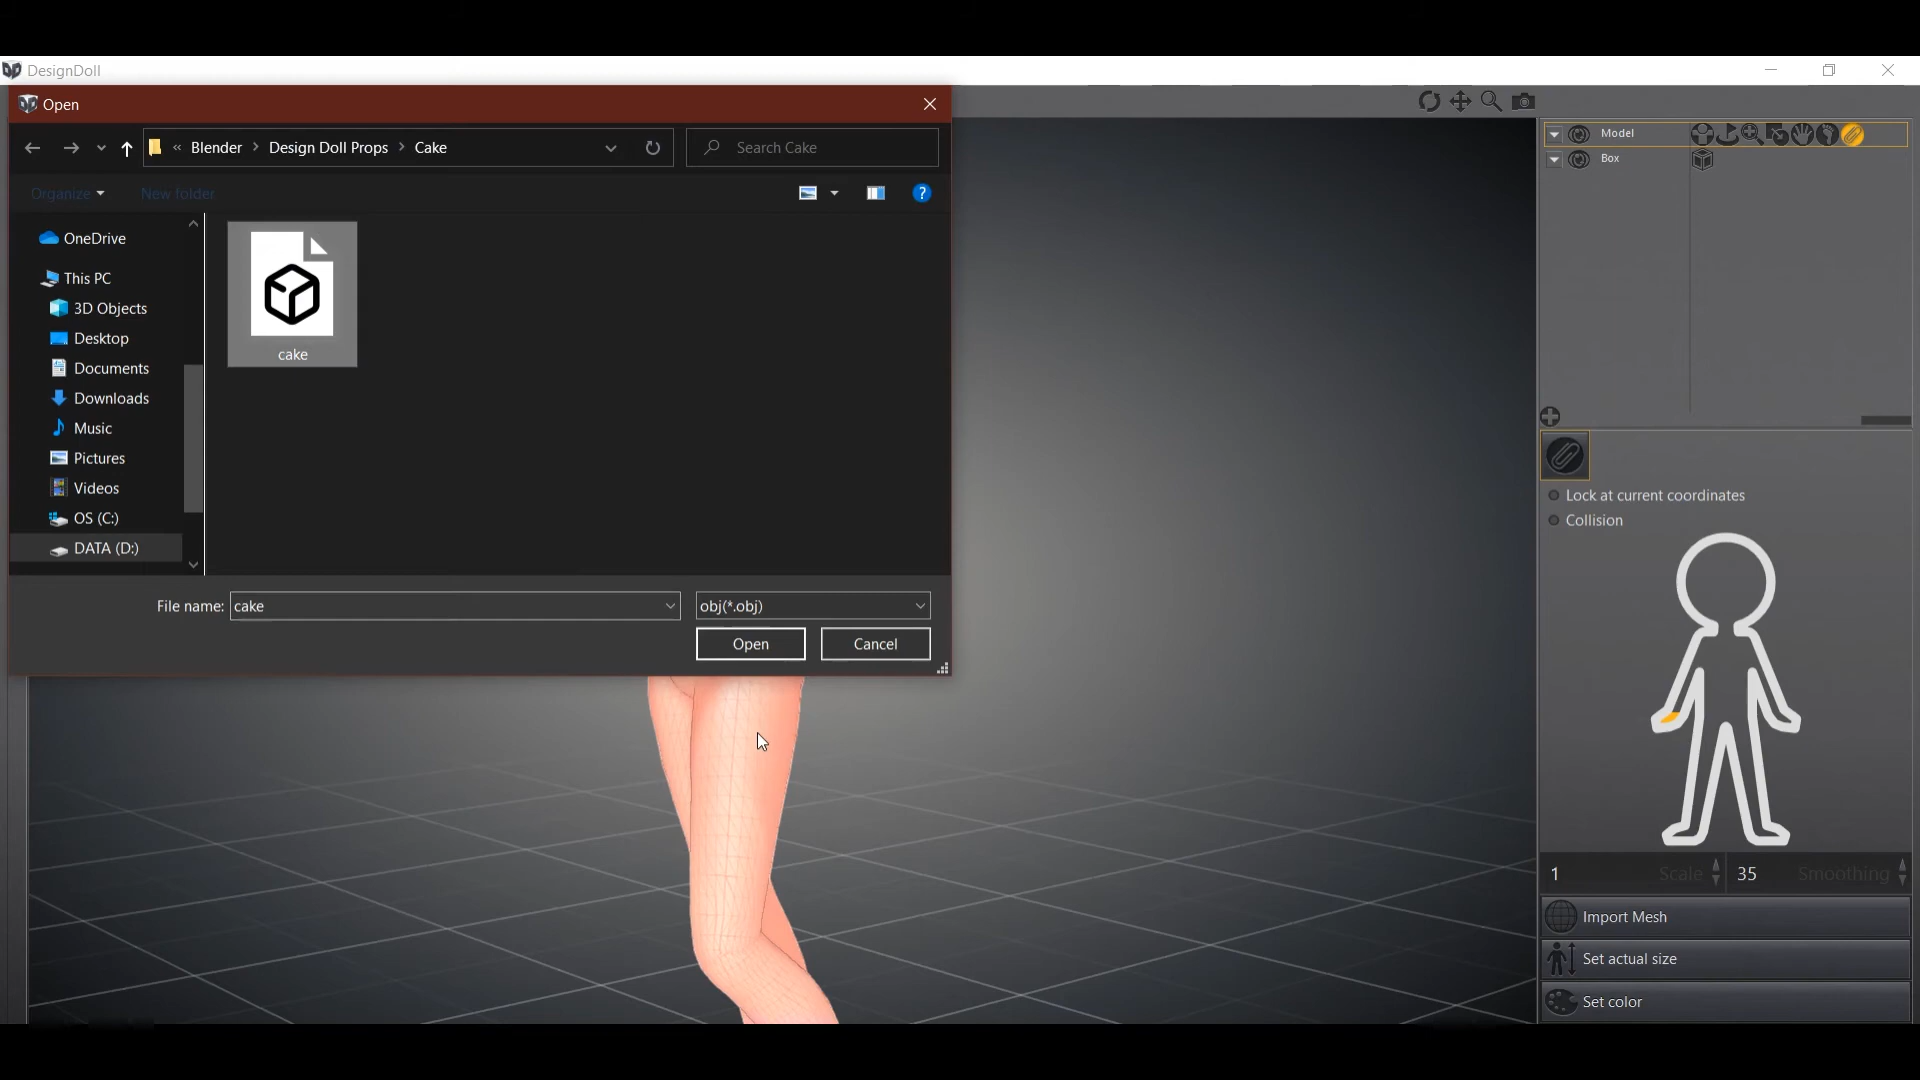 DesignDoll
Open
« Blender > Design Doll Props > Cake
Search Cake
Organize
New folder
?
OneDrive
This PC
3D Objects
Desktop
Documents
Downloads
Music
Pictures
Videos
OS (C:)
DATA (D:)
cake
File name: cake
obj(*.obj)
Open
Cancel
Model
Box
Lock at current coordinates
Collision
1 Scale 35 Smoothing
Import Mesh
Set actual size
Set color